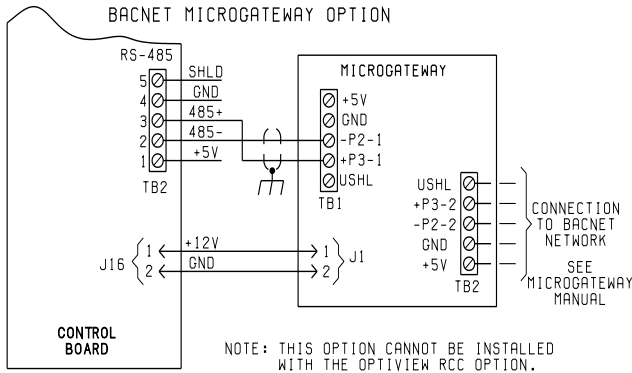 BACNET MICROGATEWAY OPTION
RS-485
5 SHLD
4 GND
3 485+
2 485-
1 +5V
TB2
MICROGATEWAY
+5V
GND
-P2-1
+P3-1
USHL
TB1
USHL
+P3-2
-P2-2
GND
+5V
TB2
CONNECTION
TO BACNET
NETWORK
SEE
MICROGATEWAY
MANUAL
J16
1 +12V 1
2 GND 2
J1
CONTROL
BOARD
NOTE: THIS OPTION CANNOT BE INSTALLED
WITH THE OPTIVIEW RCC OPTION.